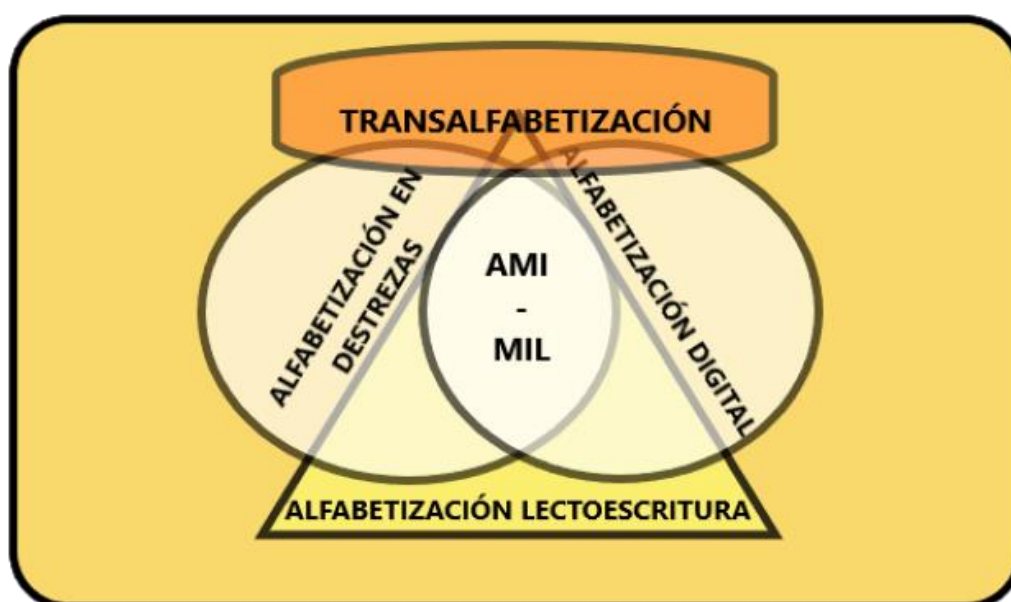 TRANSALFABETIZACIÓN
ALFABETIZACIÓN EN
DESTREZAS
AMI
-
MIL
ALFABETIZACIÓN DIGITAL
ALFABETIZACIÓN LECTOESCRITURA